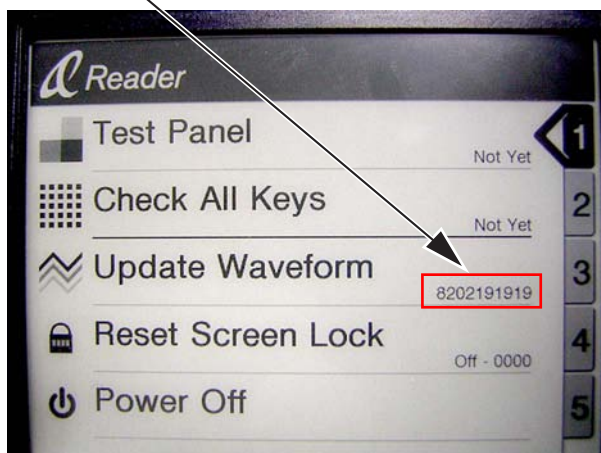 a Reader
Test Panel
Not Yet
1
Check All Keys
Not Yet
2
Update Waveform
8202191919
3
Reset Screen Lock
Off - 0000
4
Power Off
5